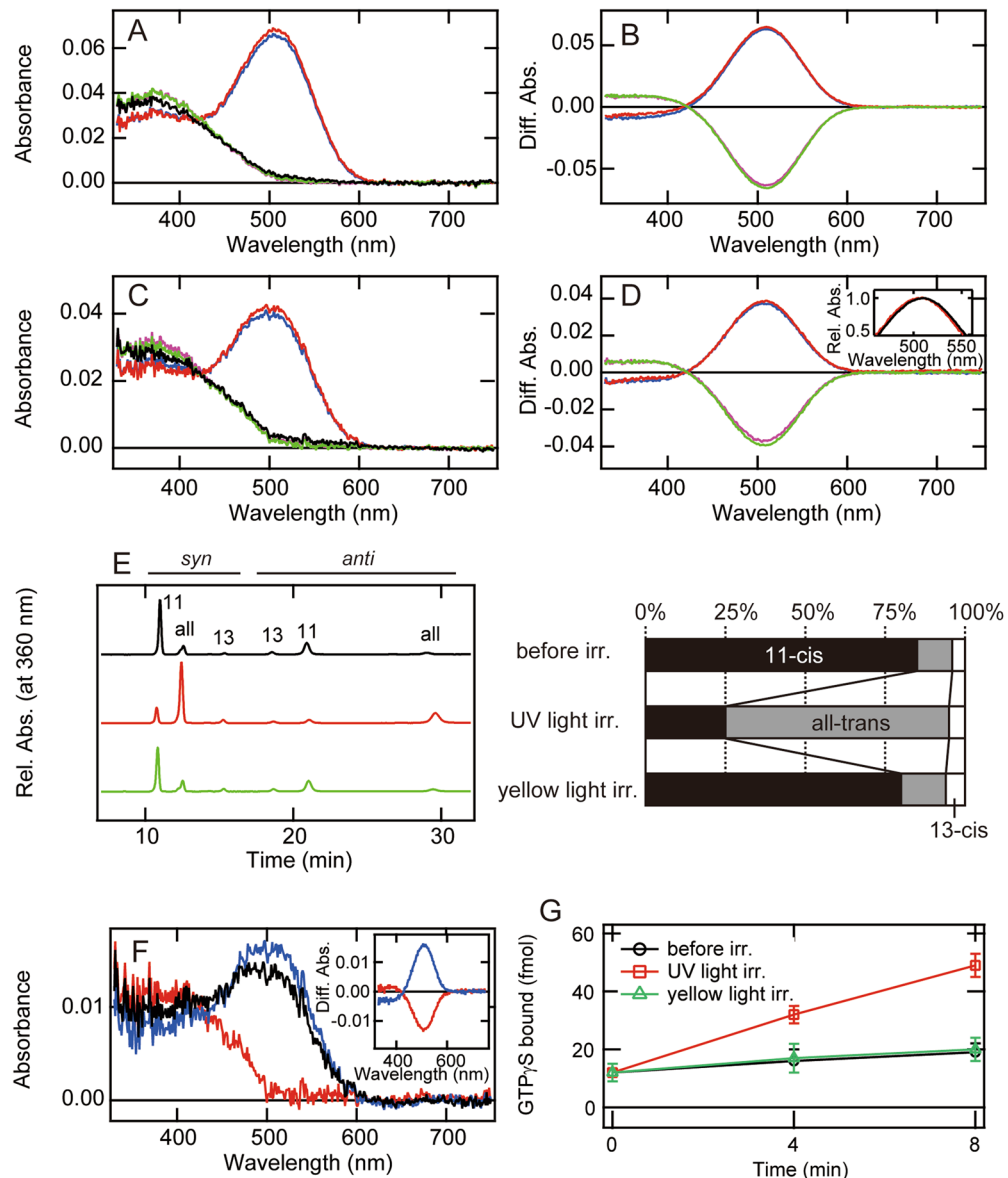 A
Absorbance
0.06
0.04
0.02
0.00
400 500 600 700
Wavelength (nm)
B
Diff. Abs.
0.05
0.00
-0.05
400 500 600 700
Wavelength (nm)
C
Absorbance
0.04
0.02
0.00
400 500 600 700
Wavelength (nm)
D
Diff. Abs.
0.04
0.02
0.00
-0.02
-0.04
400 500 600 700
Wavelength (nm)
Rel. Abs.
1.0
0.5
500 550
Wavelength (nm)
E
syn anti
Rel. Abs. (at 360 nm)
11 all 13 13 11 all
10 20 30
Time (min)
0% 25% 50% 75% 100%
before irr.
11-cis
UV light irr.
all-trans
yellow light irr.
13-cis
F
Absorbance
0.01
0.00
400 500 600 700
Wavelength (nm)
Diff. Abs.
0.01
0.00
-0.01
400 600
Wavelength (nm)
G
GTPγS bound (fmol)
60
40
20
0
before irr.
UV light irr.
yellow light irr.
0 4 8
Time (min)